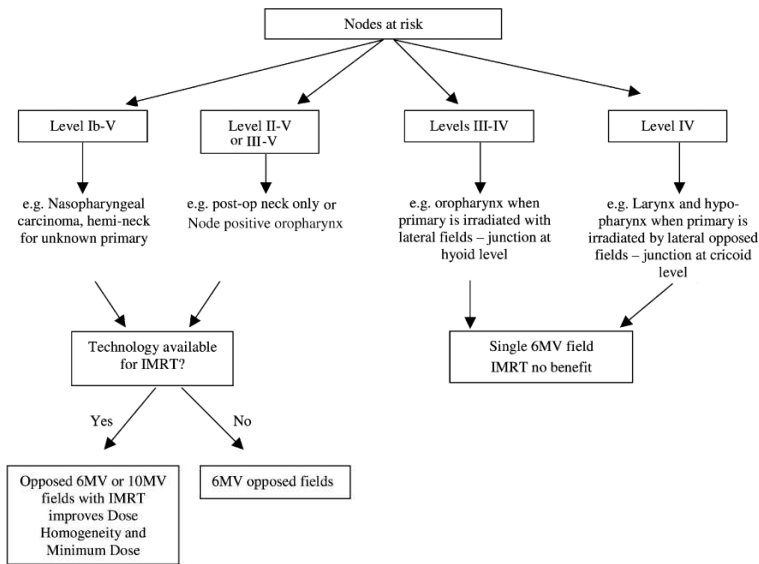 Nodes at risk
Level Ib-V
Level II-V
or III-V
Levels III-IV
Level IV
e.g. Nasopharyngeal
carcinoma, hemi-neck
for unknown primary
e.g. post-op neck only or
Node positive oropharynx
e.g. oropharynx when
primary is irradiated with
lateral fields – junction at
hyoid level
e.g. Larynx and hypo-
pharynx when primary is
irradiated by lateral opposed
fields – junction at cricoid
level
Technology available
for IMRT?
Single 6MV field
IMRT no benefit
Yes
No
Opposed 6MV or 10MV
fields with IMRT
improves Dose
Homogeneity and
Minimum Dose
6MV opposed fields